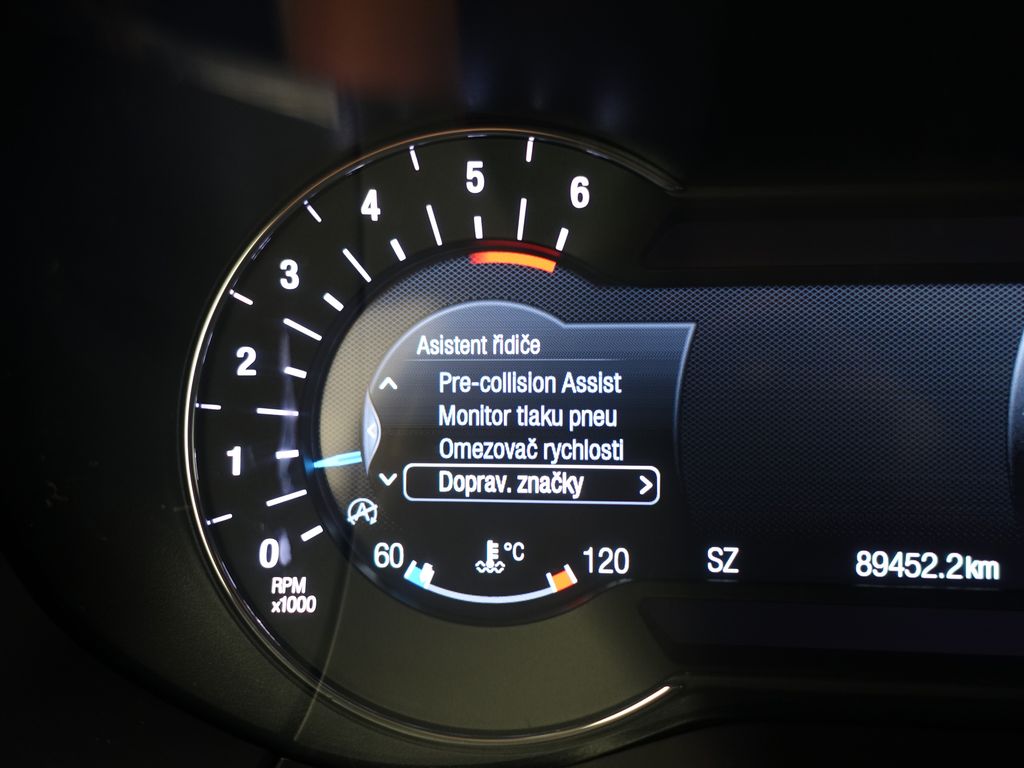 6
5
4
3
2
1
0
RPM
x1000
Asistent řidiče
Pre-collision Assist
Monitor tlaku pneu
Omezovač rychlosti
Doprav. značky
A
60 °C 120
SZ 89452.2km